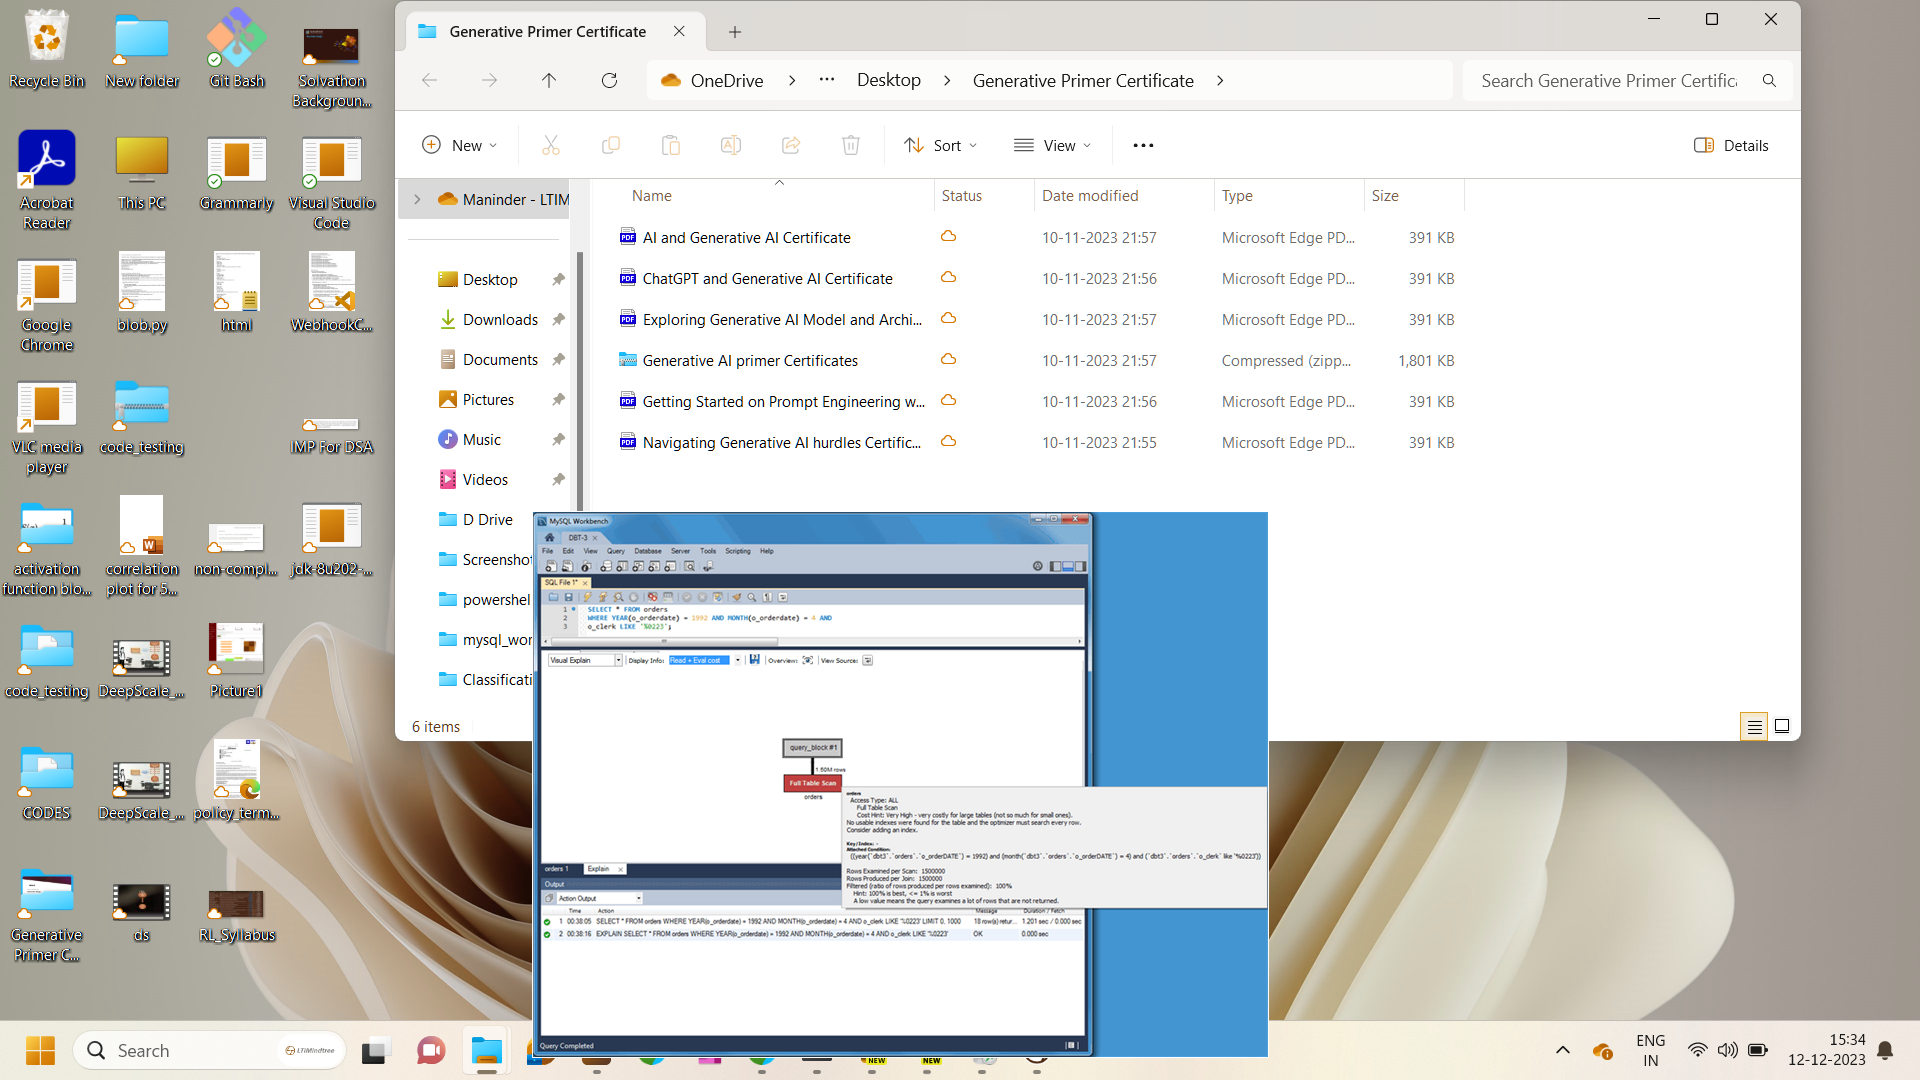 Recycle Bin
New folder
Git Bash
Solvathon
Backgroun...
Acrobat
Reader
This PC
Grammarly
Visual Studio
Code
Google
Chrome
blob.py
html
WebhookC...
VLC media
player
code_testing
IMP For DSA
activation
function blo...
correlation
plot for 5...
non-compl...
jdk-8u202-...
code_testing
DeepScale_...
Picture1
CODES
DeepScale_...
policy_term...
Generative
Primer C...
ds
RL_Syllabus
Generative Primer Certificate
OneDrive > ... Desktop > Generative Primer Certificate >
Search Generative Primer Certific
New
Sort
View
Details
Maninder - LTIM
Desktop
Downloads
Documents
Pictures
Music
Videos
D Drive
Screenshot
powershel
mysql_wor
Classificati
Name Status Date modified Type Size
AI and Generative AI Certificate 10-11-2023 21:57 Microsoft Edge PD... 391 KB
ChatGPT and Generative AI Certificate 10-11-2023 21:56 Microsoft Edge PD... 391 KB
Exploring Generative AI Model and Archi... 10-11-2023 21:57 Microsoft Edge PD... 391 KB
Generative AI primer Certificates 10-11-2023 21:57 Compressed (zipp... 1,801 KB
Getting Started on Prompt Engineering w... 10-11-2023 21:56 Microsoft Edge PD... 391 KB
Navigating Generative AI hurdles Certific... 10-11-2023 21:55 Microsoft Edge PD... 391 KB
6 items
MySQL Workbench
DBT-3
File Edit View Query Database Server Tools Scripting Help
SQL File 1*
1 SELECT * FROM orders
2 WHERE YEAR(o_orderdate) = 1992 AND MONTH(o_orderdate) = 4 AND
3 o_clerk LIKE '%0223';
Visual Explain Display Info: Read + Eval cost Overview: View Source:
query_block #1
1.50M rows
Full Table Scan
orders
orders
Access Type: ALL
Full Table Scan
Cost Hint: Very High - very costly for large tables (not so much for small ones).
No usable indexes were found for the table and the optimizer must search every row.
Consider adding an index.
Key/Index: -
Attached Condition:
((year(`dbt3`.`orders`.`o_orderDATE`) = 1992) and (month(`dbt3`.`orders`.`o_orderDATE`) = 4) and (`dbt3`.`orders`.`o_clerk` like '%0223'))
Rows Examined per Scan: 1500000
Rows Produced per Join: 1500000
Filtered (ratio of rows produced per rows examined): 100%
Hint: 100% is best, <= 1% is worst
A low value means the query examines a lot of rows that are not returned.
orders 1 Explain
Output
Action Output
Time Action Message Duration / Fetch
1 00:38:05 SELECT * FROM orders WHERE YEAR(o_orderdate) = 1992 AND MONTH(o_orderdate) = 4 AND o_clerk LIKE '%0223' LIMIT 0, 1000 18 row(s) retur... 1.201 sec / 0.000 sec
2 00:38:16 EXPLAIN SELECT * FROM orders WHERE YEAR(o_orderdate) = 1992 AND MONTH(o_orderdate) = 4 AND o_clerk LIKE '%0223' OK 0.000 sec
Query Completed
Search
LTIMindtree
NEW
NEW
ENG
IN
15:34
12-12-2023